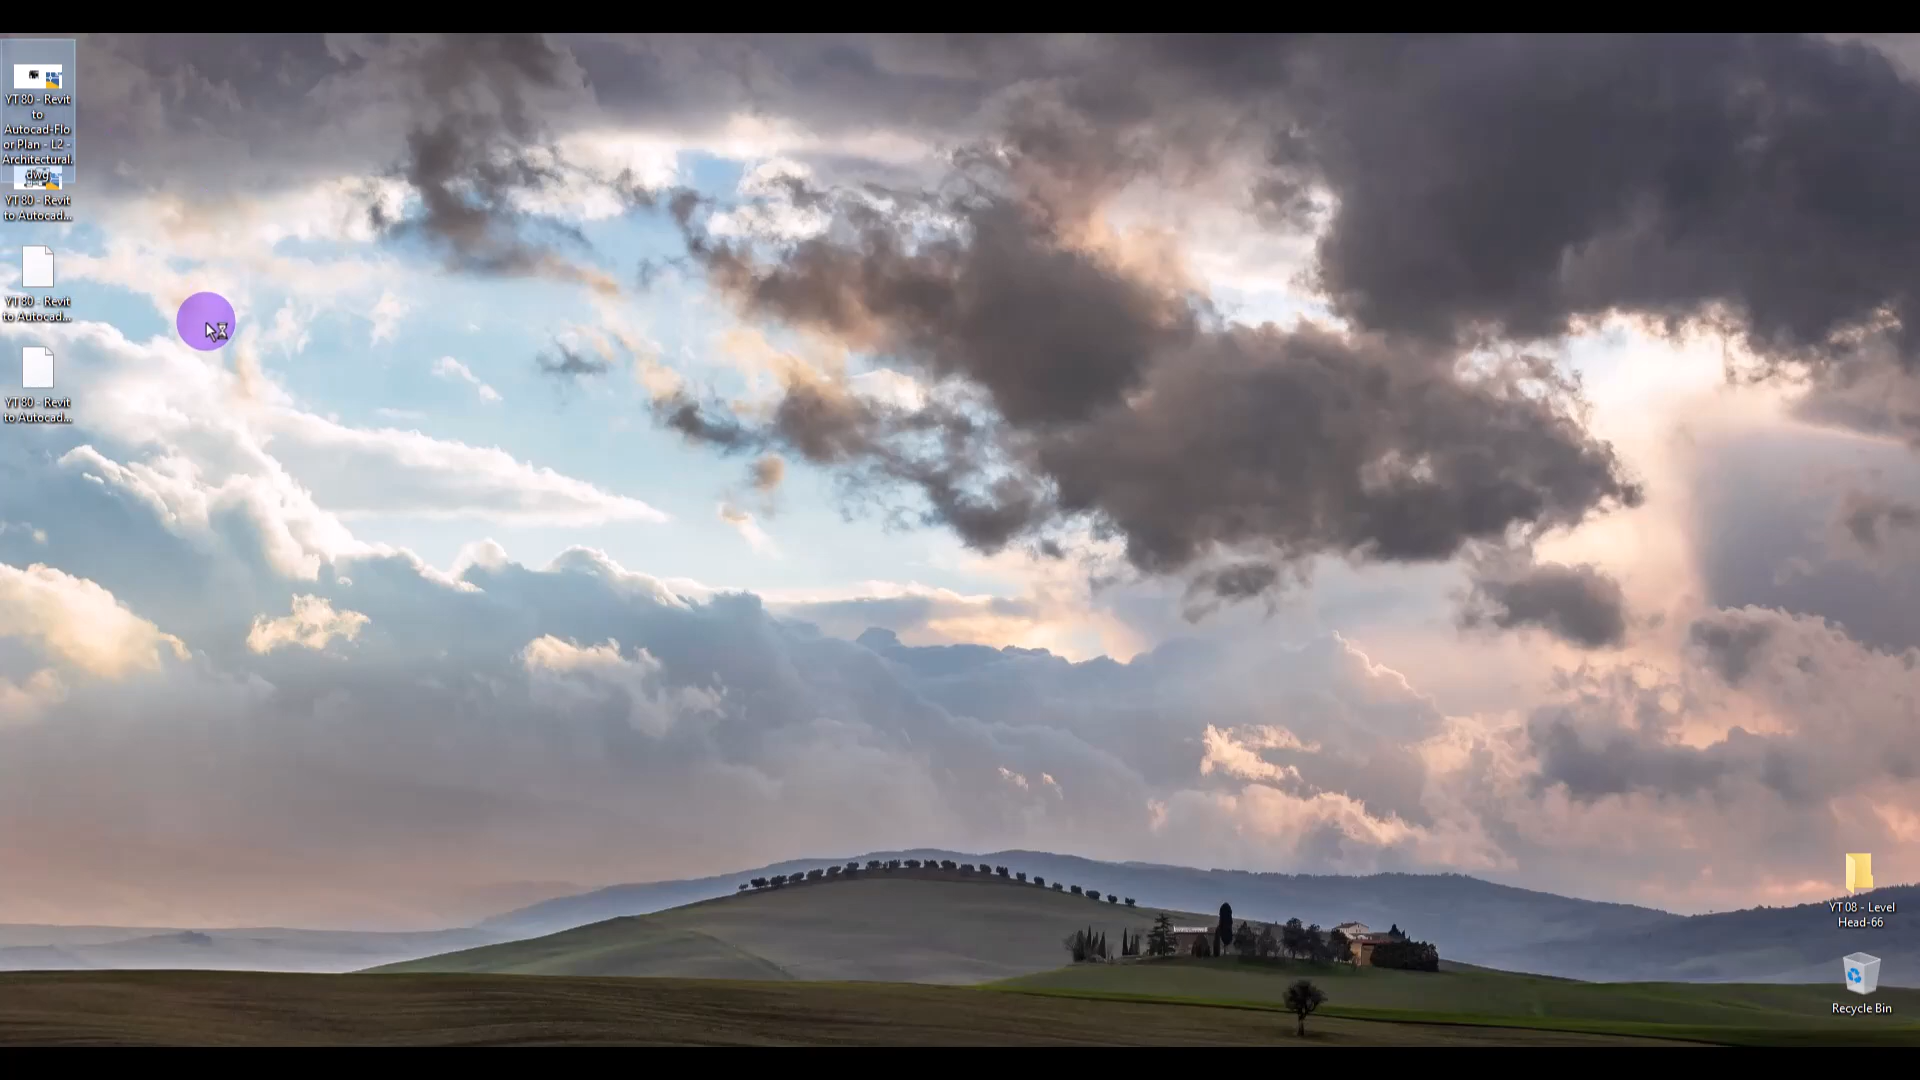 YT 80 - Revit
to
Autocad-Flo
or Plan - L2 -
Architectural.
dwg
YT 80 - Revit
to Autocad...
YT 80 - Revit
to Autocad...
YT 80 - Revit
to Autocad...
YT 08 - Level
Head-66
Recycle Bin